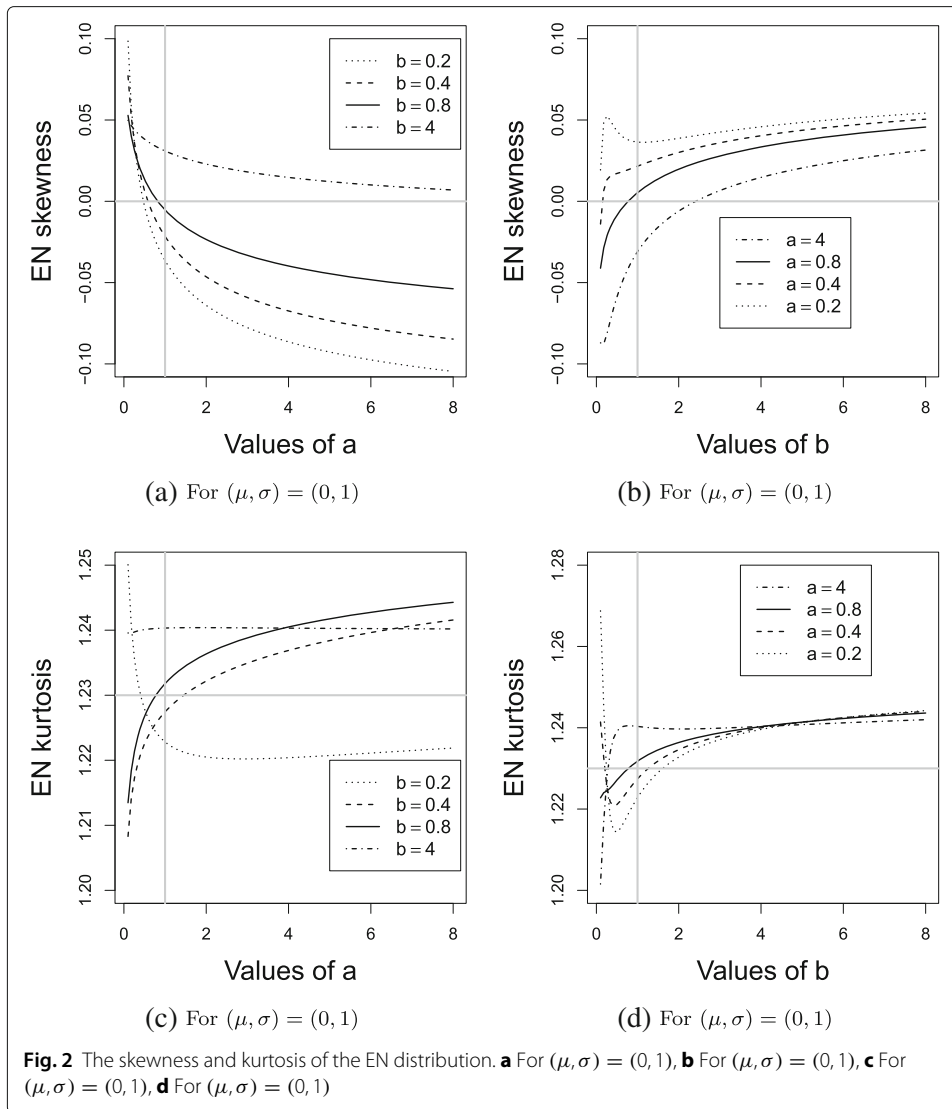 0.10
0.05
0.00
−0.05
−0.10
EN skewness
b = 0.2
b = 0.4
b = 0.8
b = 4
0 2 4 6 8
Values of a
(a) For (μ, σ) = (0, 1)
0.10
0.05
0.00
−0.05
−0.10
EN skewness
a = 4
a = 0.8
a = 0.4
a = 0.2
0 2 4 6 8
Values of b
(b) For (μ, σ) = (0, 1)
1.25
1.24
1.23
1.22
1.21
1.20
EN kurtosis
b = 0.2
b = 0.4
b = 0.8
b = 4
0 2 4 6 8
Values of a
(c) For (μ, σ) = (0, 1)
1.28
1.26
1.24
1.22
1.20
EN kurtosis
a = 4
a = 0.8
a = 0.4
a = 0.2
0 2 4 6 8
Values of b
(d) For (μ, σ) = (0, 1)
Fig. 2 The skewness and kurtosis of the EN distribution. a For (μ, σ) = (0, 1), b For (μ, σ) = (0, 1), c For
(μ, σ) = (0, 1), d For (μ, σ) = (0, 1)